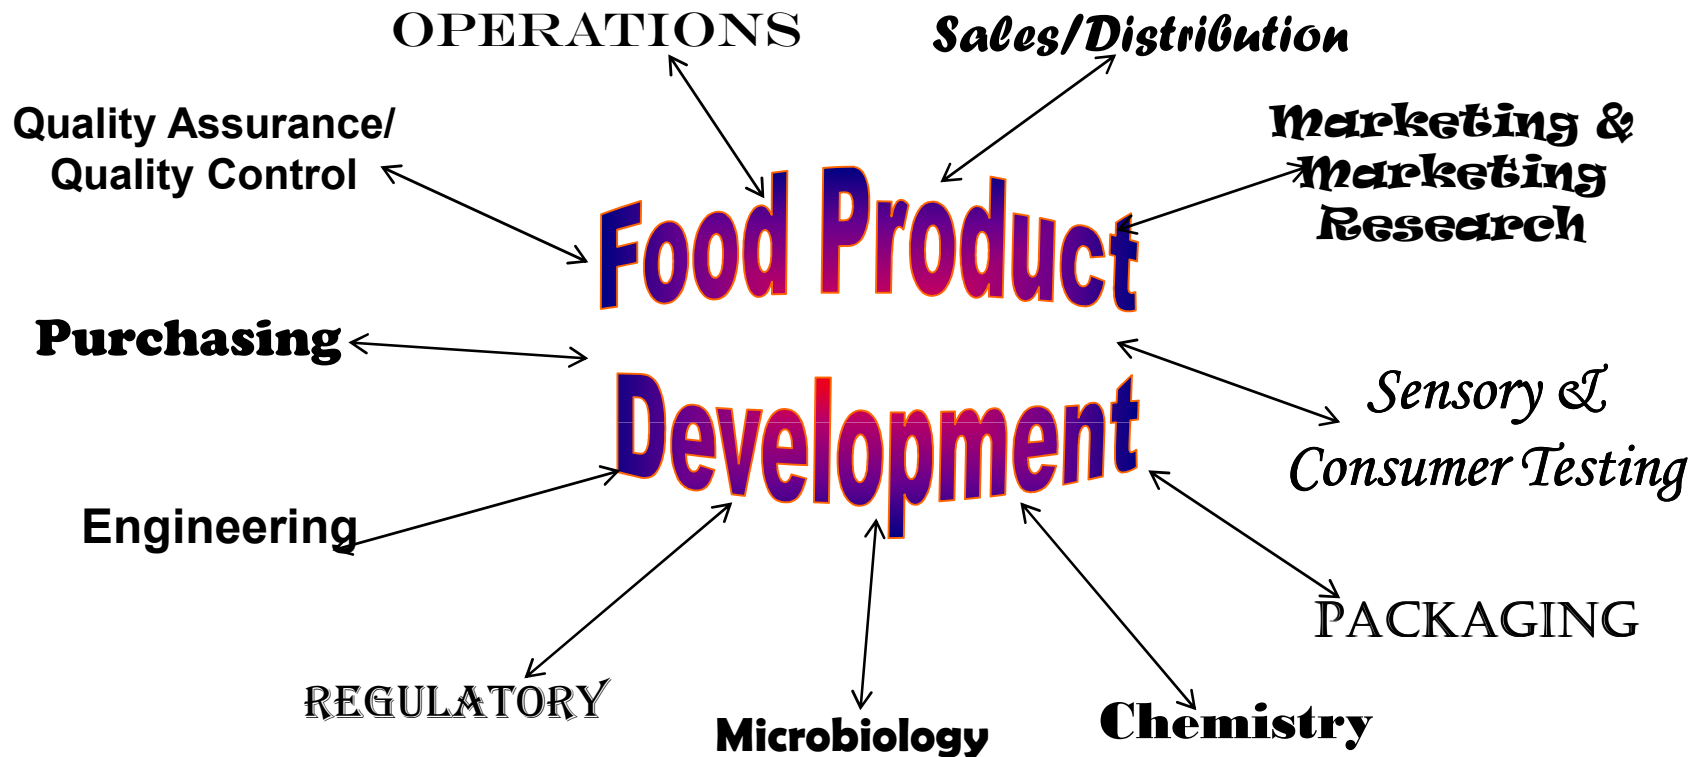 OPERATIONS
Sales/Distribution
Quality Assurance/
Quality Control
Marketing &
Marketing
Research
Food Product
Development
Purchasing
Sensory &
Consumer Testing
Engineering
PACKAGING
REGULATORY
Microbiology
Chemistry